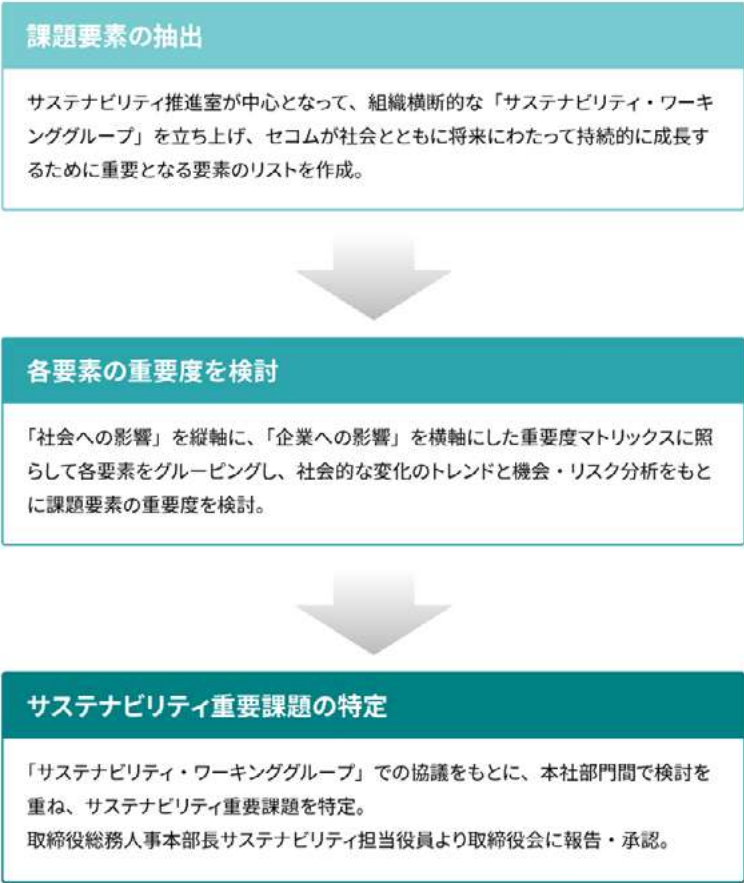 課題要素の抽出
サステナビリティ推進室が中心となって、組織横断的な「サステナビリティ・ワーキ
ンググループ」を立ち上げ、セコムが社会とともに将来にわたって持続的に成長す
るために重要となる要素のリストを作成。
各要素の重要度を検討
「社会への影響」を縦軸に、「企業への影響」を横軸にした重要度マトリックスに照
らして各要素をグルーピングし、社会的な変化のトレンドと機会・リスク分析をもと
に課題要素の重要度を検討。
サステナビリティ重要課題の特定
「サステナビリティ・ワーキンググループ」での協議をもとに、本社部門間で検討を
重ね、サステナビリティ重要課題を特定。
取締役総務人事本部長サステナビリティ担当役員より取締役会に報告・承認。